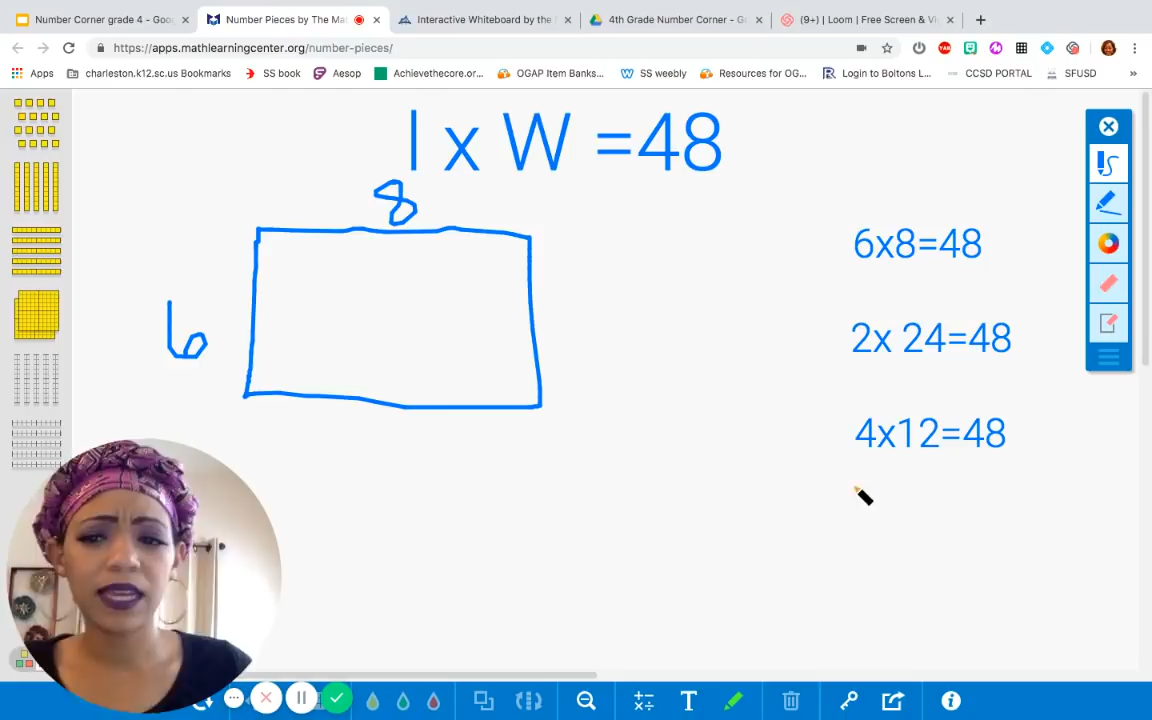 Number Corner grade 4 - Goo
Number Pieces by The Mat
Interactive Whiteboard by the
4th Grade Number Corner - Go
(9+) | Loom | Free Screen & Vi
https://apps.mathlearningcenter.org/number-pieces/
Apps
charleston.k12.sc.us Bookmarks
SS book
Aesop
Achievethecore.or...
OGAP Item Banks...
SS weekly
Resources for OG...
Login to Boltons L...
CCSD PORTAL
SFUSD
l x W =48
8
6
6x8=48
2x 24=48
4x12=48
T